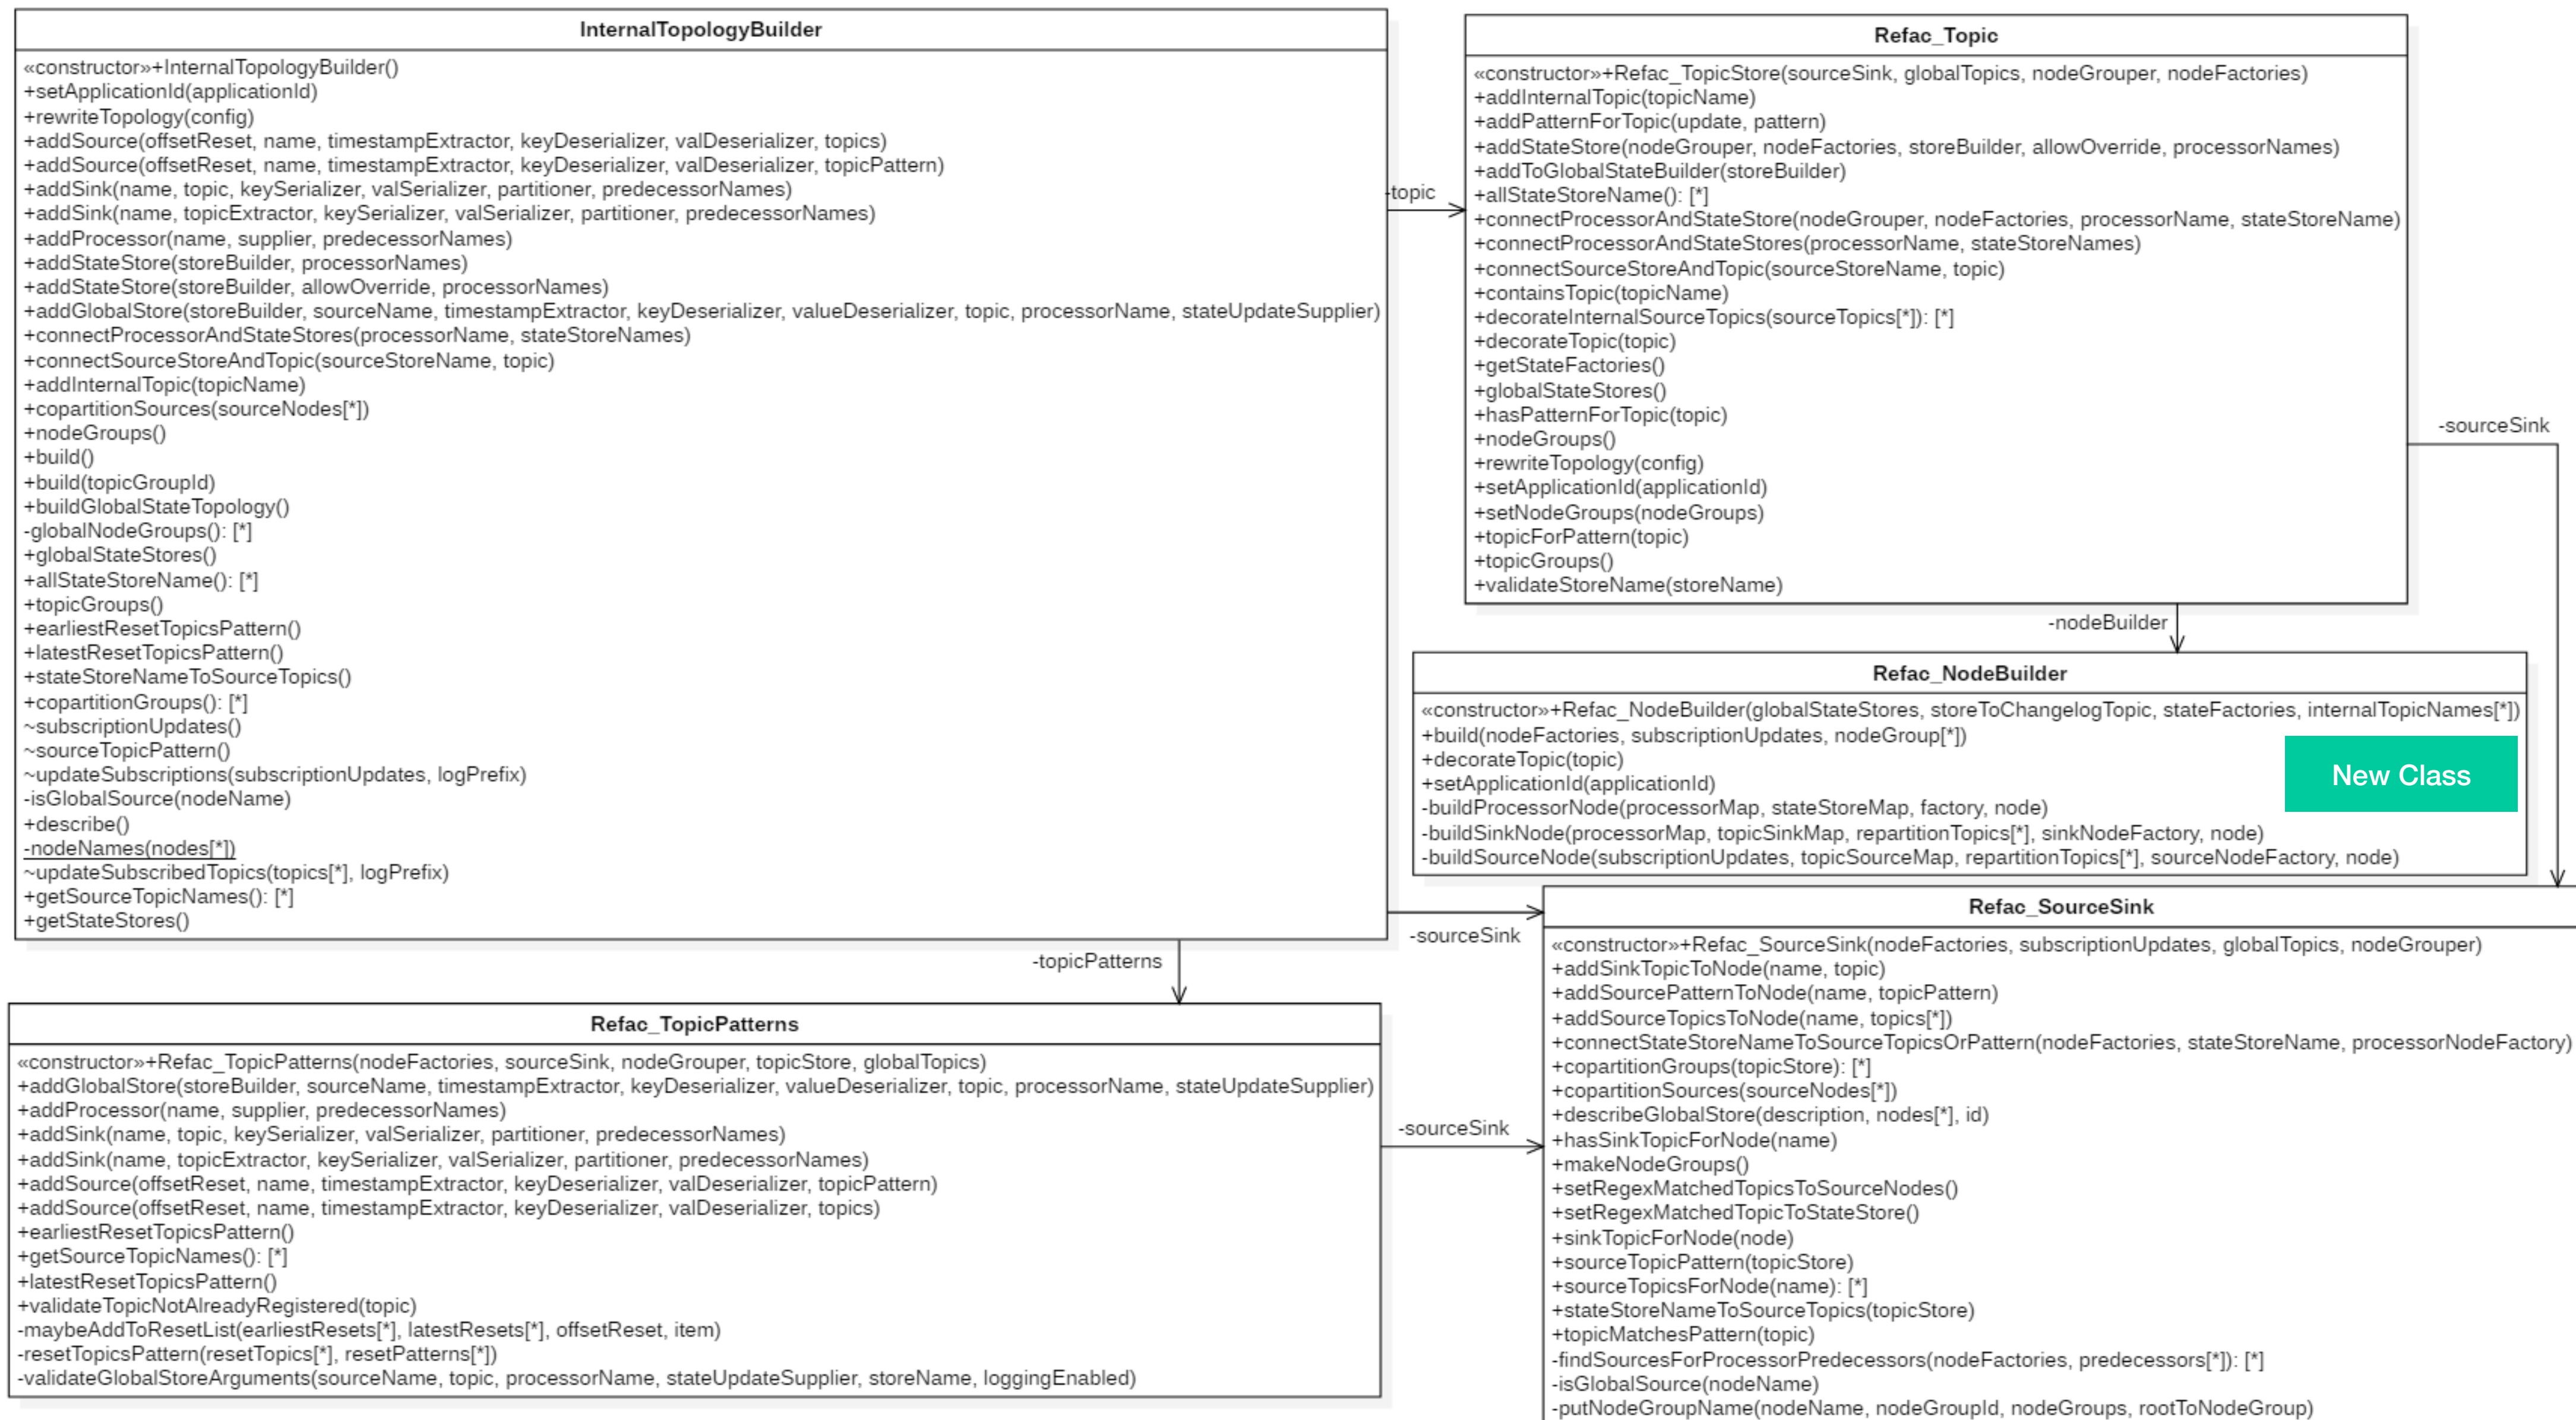 InternalTopologyBuilder
«constructor»+InternalTopologyBuilder()
+setApplicationId(applicationId)
+rewriteTopology(config)
+addSource(offsetReset, name, timestampExtractor, keyDeserializer, valDeserializer, topics)
+addSource(offsetReset, name, timestampExtractor, keyDeserializer, valDeserializer, topicPattern)
+addSink(name, topic, keySerializer, valSerializer, partitioner, predecessorNames)
+addSink(name, topicExtractor, keySerializer, valSerializer, partitioner, predecessorNames)
+addProcessor(name, supplier, predecessorNames)
+addStateStore(storeBuilder, processorNames)
+addStateStore(storeBuilder, allowOverride, processorNames)
+addGlobalStore(storeBuilder, sourceName, timestampExtractor, keyDeserializer, valueDeserializer, topic, processorName, stateUpdateSupplier)
+connectProcessorAndStateStores(processorName, stateStoreNames)
+connectSourceStoreAndTopic(sourceStoreName, topic)
+addInternalTopic(topicName)
+copartitionSources(sourceNodes[*])
+nodeGroups()
+build()
+build(topicGroupId)
+buildGlobalStateTopology()
-globalNodeGroups(): [*]
+globalStateStores()
+allStateStoreName(): [*]
+topicGroups()
+earliestResetTopicsPattern()
+latestResetTopicsPattern()
+stateStoreNameToSourceTopics()
+copartitionGroups(): [*]
~subscriptionUpdates()
~sourceTopicPattern()
~updateSubscriptions(subscriptionUpdates, logPrefix)
-isGlobalSource(nodeName)
+describe()
-nodeNames(nodes[*])
~updateSubscribedTopics(topics[*], logPrefix)
+getSourceTopicNames(): [*]
+getStateStores()
-topic
Refac_Topic
«constructor»+Refac_TopicStore(sourceSink, globalTopics, nodeGrouper, nodeFactories)
+addInternalTopic(topicName)
+addPatternForTopic(update, pattern)
+addStateStore(nodeGrouper, nodeFactories, storeBuilder, allowOverride, processorNames)
+addToGlobalStateBuilder(storeBuilder)
+allStateStoreName(): [*]
+connectProcessorAndStateStore(nodeGrouper, nodeFactories, processorName, stateStoreName)
+connectProcessorAndStateStores(processorName, stateStoreNames)
+connectSourceStoreAndTopic(sourceStoreName, topic)
+containsTopic(topicName)
+decorateInternalSourceTopics(sourceTopics[*]): [*]
+decorateTopic(topic)
+getStateFactories()
+globalStateStores()
+hasPatternForTopic(topic)
+nodeGroups()
+rewriteTopology(config)
+setApplicationId(applicationId)
+setNodeGroups(nodeGroups)
+topicForPattern(topic)
+topicGroups()
+validateStoreName(storeName)
-sourceSink
-nodeBuilder
Refac_NodeBuilder
«constructor»+Refac_NodeBuilder(globalStateStores, storeToChangelogTopic, stateFactories, internalTopicNames[*])
+build(nodeFactories, subscriptionUpdates, nodeGroup[*])
+decorateTopic(topic)
+setApplicationId(applicationId)
-buildProcessorNode(processorMap, stateStoreMap, factory, node)
-buildSinkNode(processorMap, topicSinkMap, repartitionTopics[*], sinkNodeFactory, node)
-buildSourceNode(subscriptionUpdates, topicSourceMap, repartitionTopics[*], sourceNodeFactory, node)
New Class
-sourceSink
-topicPatterns
Refac_TopicPatterns
«constructor»+Refac_TopicPatterns(nodeFactories, sourceSink, nodeGrouper, topicStore, globalTopics)
+addGlobalStore(storeBuilder, sourceName, timestampExtractor, keyDeserializer, valueDeserializer, topic, processorName, stateUpdateSupplier)
+addProcessor(name, supplier, predecessorNames)
+addSink(name, topic, keySerializer, valSerializer, partitioner, predecessorNames)
+addSink(name, topicExtractor, keySerializer, valSerializer, partitioner, predecessorNames)
+addSource(offsetReset, name, timestampExtractor, keyDeserializer, valDeserializer, topicPattern)
+addSource(offsetReset, name, timestampExtractor, keyDeserializer, valDeserializer, topics)
+earliestResetTopicsPattern()
+getSourceTopicNames(): [*]
+latestResetTopicsPattern()
+validateTopicNotAlreadyRegistered(topic)
-maybeAddToResetList(earliestResets[*], latestResets[*], offsetReset, item)
-resetTopicsPattern(resetTopics[*], resetPatterns[*])
-validateGlobalStoreArguments(sourceName, topic, processorName, stateUpdateSupplier, storeName, loggingEnabled)
-sourceSink
Refac_SourceSink
«constructor»+Refac_SourceSink(nodeFactories, subscriptionUpdates, globalTopics, nodeGrouper)
+addSinkTopicToNode(name, topic)
+addSourcePatternToNode(name, topicPattern)
+addSourceTopicsToNode(name, topics[*])
+connectStateStoreNameToSourceTopicsOrPattern(nodeFactories, stateStoreName, processorNodeFactory)
+copartitionGroups(topicStore): [*]
+copartitionSources(sourceNodes[*])
+describeGlobalStore(description, nodes[*], id)
+hasSinkTopicForNode(name)
+makeNodeGroups()
+setRegexMatchedTopicsToSourceNodes()
+setRegexMatchedTopicToStateStore()
+sinkTopicForNode(node)
+sourceTopicPattern(topicStore)
+sourceTopicsForNode(name): [*]
+stateStoreNameToSourceTopics(topicStore)
+topicMatchesPattern(topic)
-findSourcesForProcessorPredecessors(nodeFactories, predecessors[*]): [*]
-isGlobalSource(nodeName)
-putNodeGroupName(nodeName, nodeGroupId, nodeGroups, rootToNodeGroup)